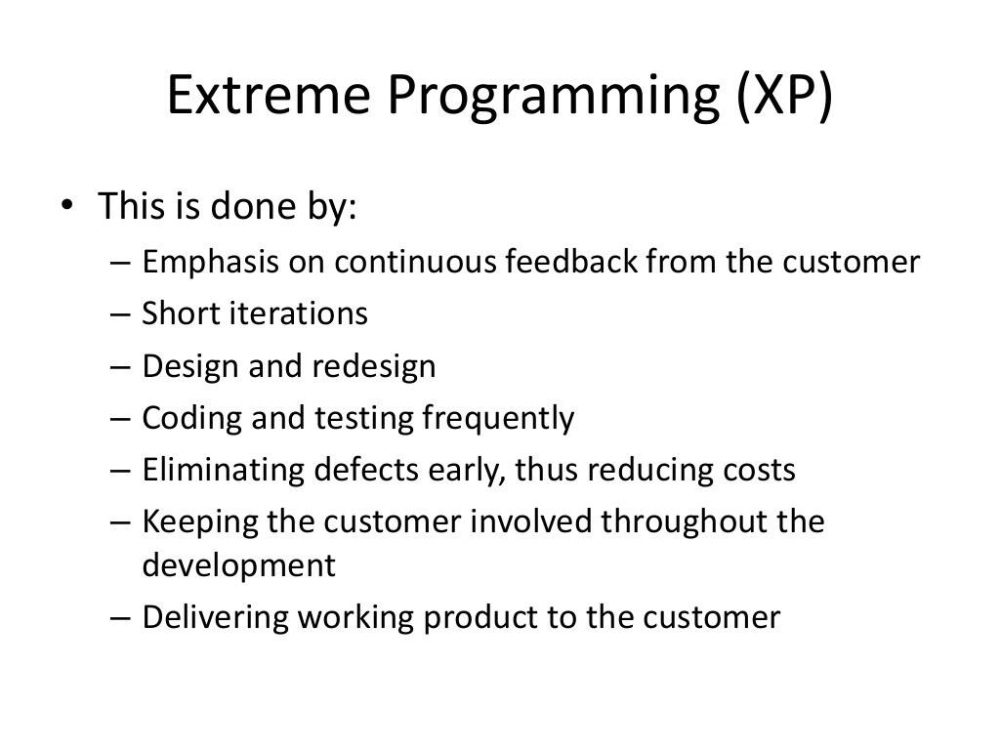 Extreme Programming (XP)
• This is done by:
– Emphasis on continuous feedback from the customer
– Short iterations
– Design and redesign
– Coding and testing frequently
– Eliminating defects early, thus reducing costs
– Keeping the customer involved throughout the
development
– Delivering working product to the customer